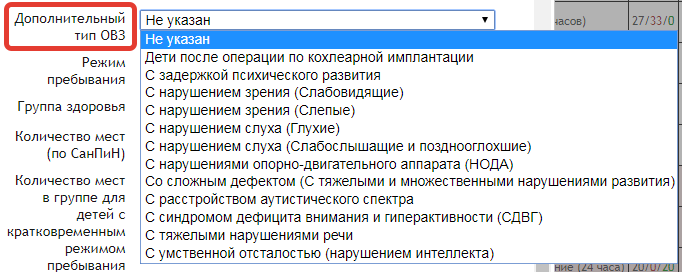 Дополнительный
тип ОВЗ
Не указан
часов)
27/33/0
Не указан
Дети после операции по кохлеарной имплантации
С задержкой психического развития
С нарушением зрения (Слабовидящие)
С нарушением зрения (Слепые)
С нарушением слуха (Глухие)
С нарушением слуха (Слабослышащие и позднооглохшие)
С нарушениями опорно-двигательного аппарата (НОДА)
Со сложным дефектом (С тяжелыми и множественными нарушениями развития)
С расстройством аутистического спектра
С синдромом дефицита внимания и гиперактивности (СДВГ)
С тяжелыми нарушениями речи
С умственной отсталостью (нарушением интеллекта)
Режим
пребывания
Группа здоровья
Количество мест
(по СанПиН)
Количество мест
в группе для
детей с
кратковременным
режимом
пребывания
ние (24 часа)
20/0/20